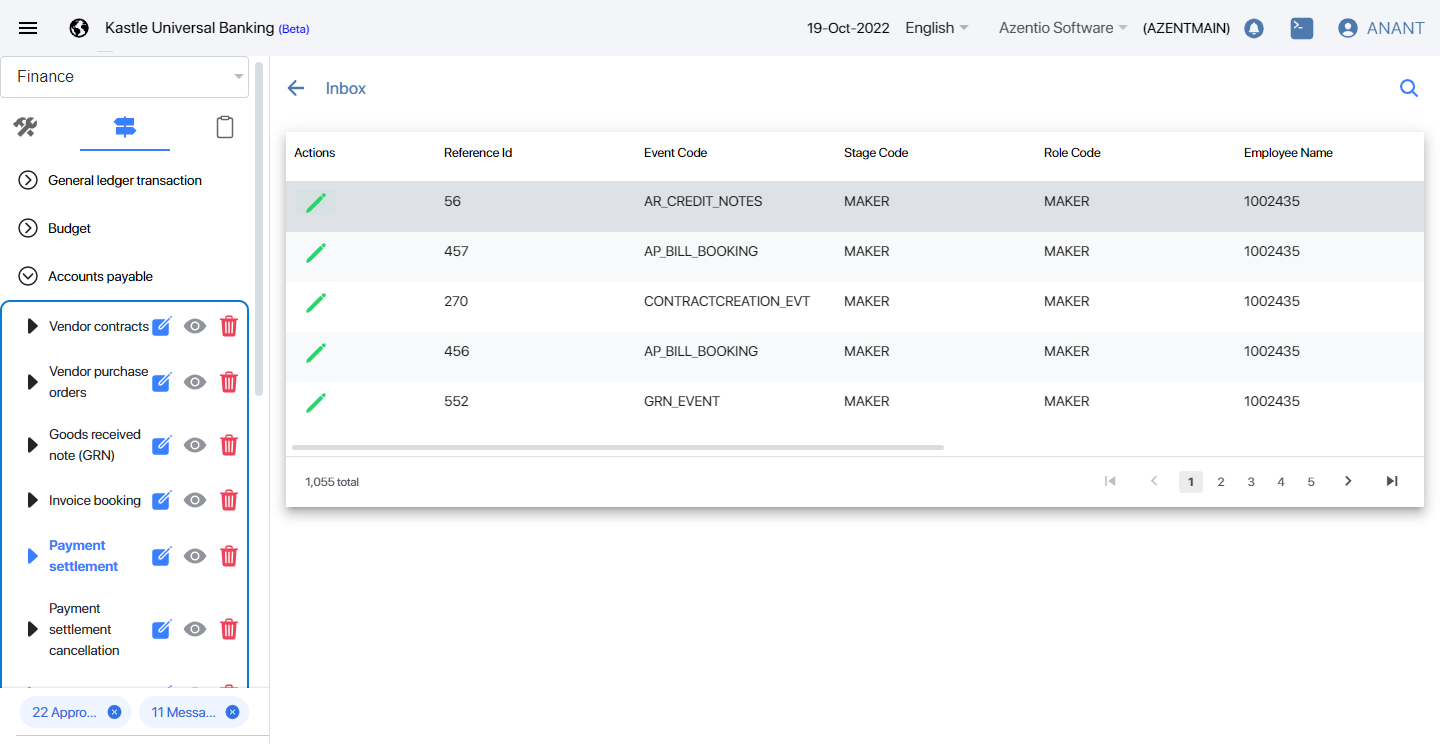 Kastle Universal Banking (Beta)
19-Oct-2022 English Azentio Software (AZENTMAIN) ANANT
Finance
General ledger transaction
Budget
Accounts payable
Vendor contracts
Vendor purchase
orders
Goods received
note (GRN)
Invoice booking
Payment
settlement
Payment
settlement
cancellation
22 Appro... 11 Messa...
Inbox
Actions Reference Id Event Code Stage Code Role Code Employee Name
56 AR_CREDIT_NOTES MAKER MAKER 1002435
457 AP_BILL_BOOKING MAKER MAKER 1002435
270 CONTRACTCREATION_EVT MAKER MAKER 1002435
456 AP_BILL_BOOKING MAKER MAKER 1002435
552 GRN_EVENT MAKER MAKER 1002435
1,055 total 1 2 3 4 5